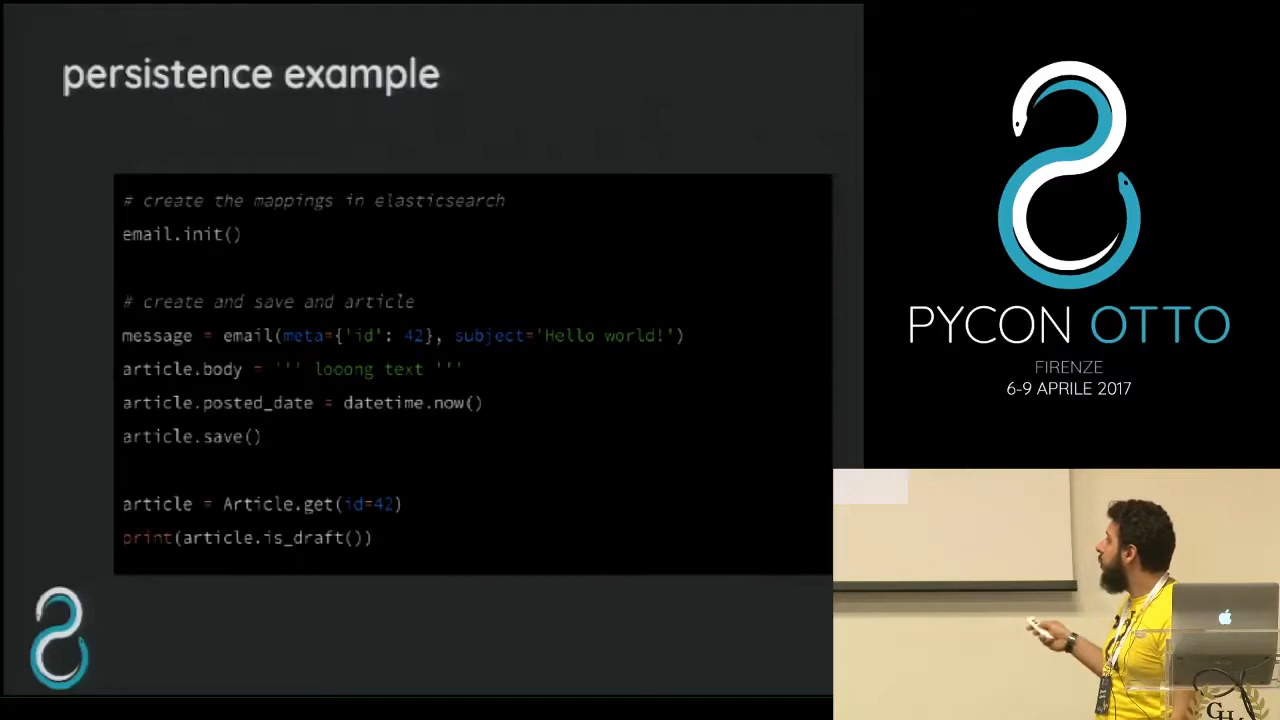 persistence example
# create the mappings in elasticsearch
email.init()
# create and save and article
message = email(meta={'id': 42}, subject='Hello world!')
article.body = ''' looong text '''
article.posted_date = datetime.now()
article.save()
article = Article.get(id=42)
print(article.is_draft())
PYCON OTTO
FIRENZE
6-9 APRILE 2017
GH